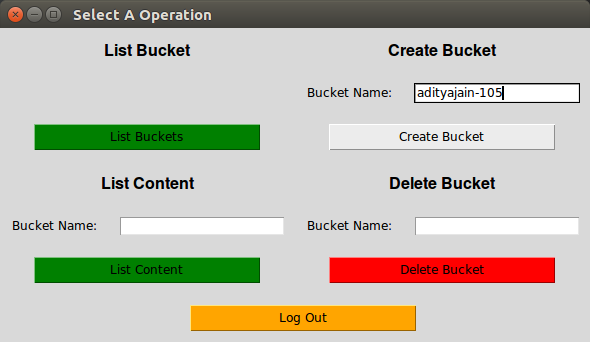 Select A Operation
List Bucket
Create Bucket
Bucket Name: adityajain-105
List Buckets
Create Bucket
List Content
Delete Bucket
Bucket Name:
Bucket Name:
List Content
Delete Bucket
Log Out